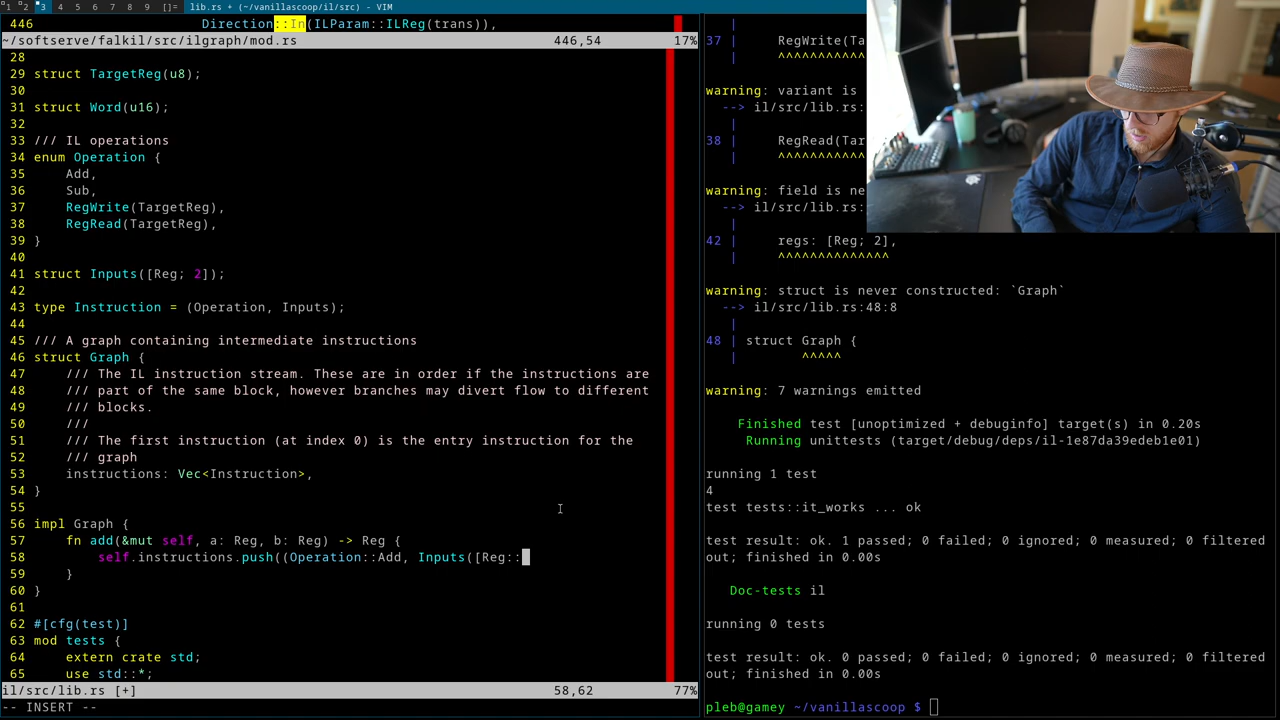 1 2 3 4 5 6 7 8 9 []= lib.rs + (~/vanillascoop/il/src) - VIM
446 Direction::In(ILParam::ILReg(trans)),
~/softserve/falkil/src/ilgraph/mod.rs 446,54 17%
28
29 struct TargetReg(u8);
30
31 struct Word(u16);
32
33 /// IL operations
34 enum Operation {
35 Add,
36 Sub,
37 RegWrite(TargetReg),
38 RegRead(TargetReg),
39 }
40
41 struct Inputs([Reg; 2]);
42
43 type Instruction = (Operation, Inputs);
44
45 /// A graph containing intermediate instructions
46 struct Graph {
47 /// The IL instruction stream. These are in order if the instructions are
48 /// part of the same block, however branches may divert flow to different
49 /// blocks.
50 ///
51 /// The first instruction (at index 0) is the entry instruction for the
52 /// graph
53 instructions: Vec<Instruction>,
54 }
55
56 impl Graph {
57 fn add(&mut self, a: Reg, b: Reg) -> Reg {
58 self.instructions.push((Operation::Add, Inputs([Reg::
59 }
60 }
61
62 #[cfg(test)]
63 mod tests {
64 extern crate std;
65 use std::*;
il/src/lib.rs [+] 58,62 77%
-- INSERT --
|
37 | RegWrite(Ta
| ^^^^^^^^^^^
warning: variant is
--> il/src/lib.rs:
|
38 | RegRead(Tar
| ^^^^^^^^^^^
warning: field is ne
--> il/src/lib.rs:
|
42 | regs: [Reg; 2],
| ^^^^^^^^^^^^^^
warning: struct is never constructed: `Graph`
--> il/src/lib.rs:48:8
|
48 | struct Graph {
| ^^^^^
warning: 7 warnings emitted
Finished test [unoptimized + debuginfo] target(s) in 0.20s
Running unittests (target/debug/deps/il-1e87da39edeb1e01)
running 1 test
4
test tests::it_works ... ok
test result: ok. 1 passed; 0 failed; 0 ignored; 0 measured; 0 filtered
out; finished in 0.00s
Doc-tests il
running 0 tests
test result: ok. 0 passed; 0 failed; 0 ignored; 0 measured; 0 filtered
out; finished in 0.00s
pleb@gamey ~/vanillascoop $